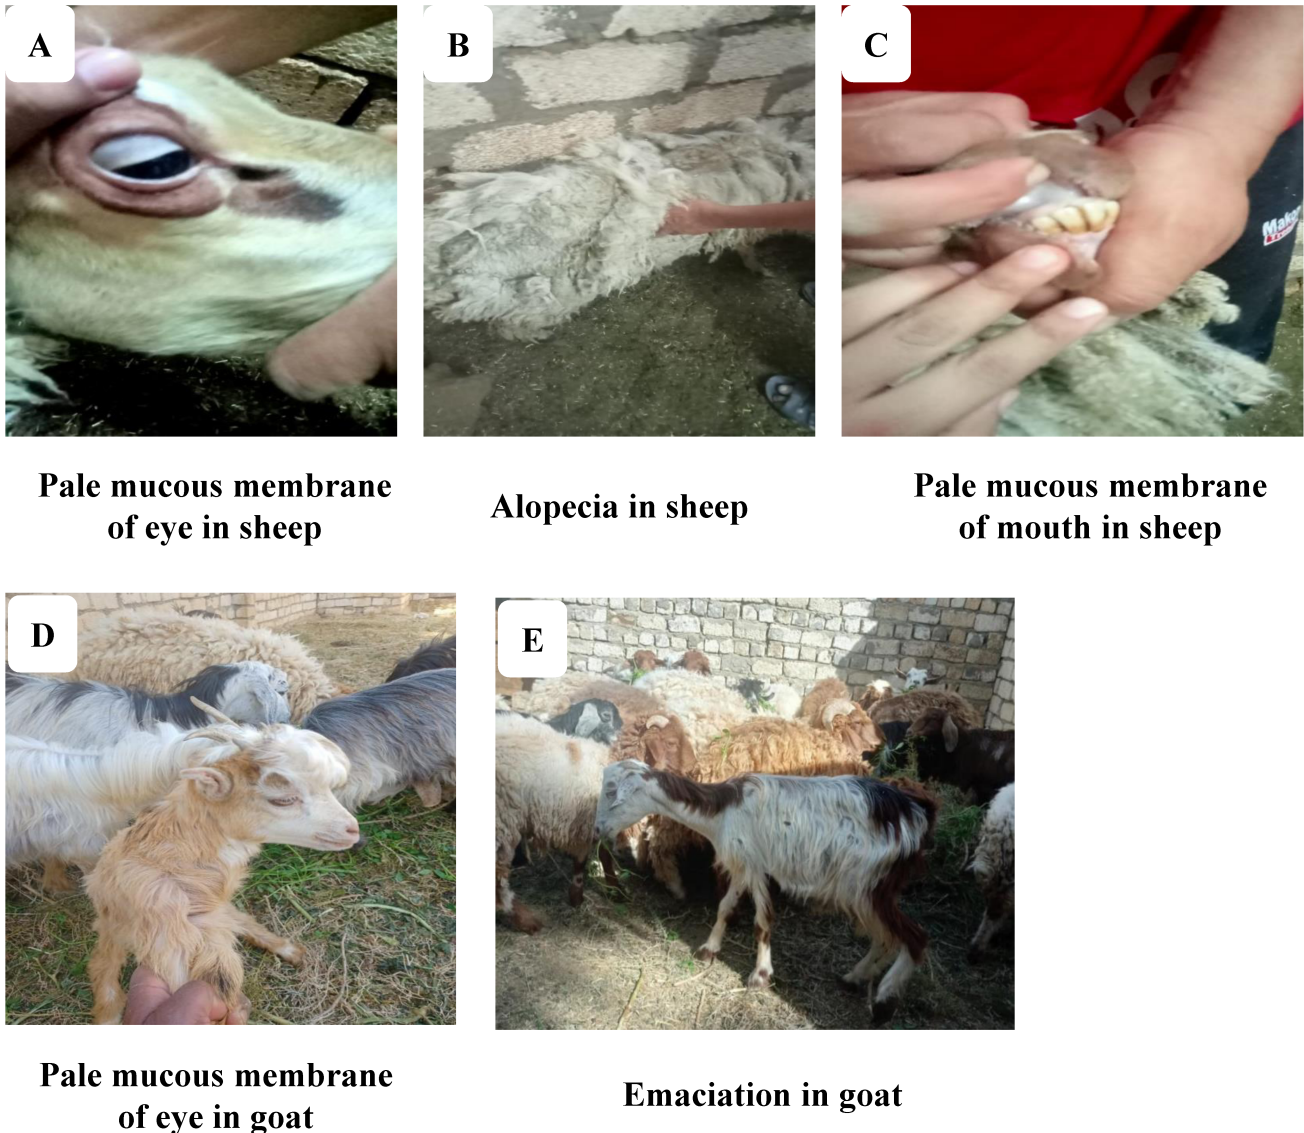 A
B
C
Pale mucous membrane
of eye in sheep
Alopecia in sheep
Pale mucous membrane
of mouth in sheep
D
E
Pale mucous membrane
of eye in goat
Emaciation in goat